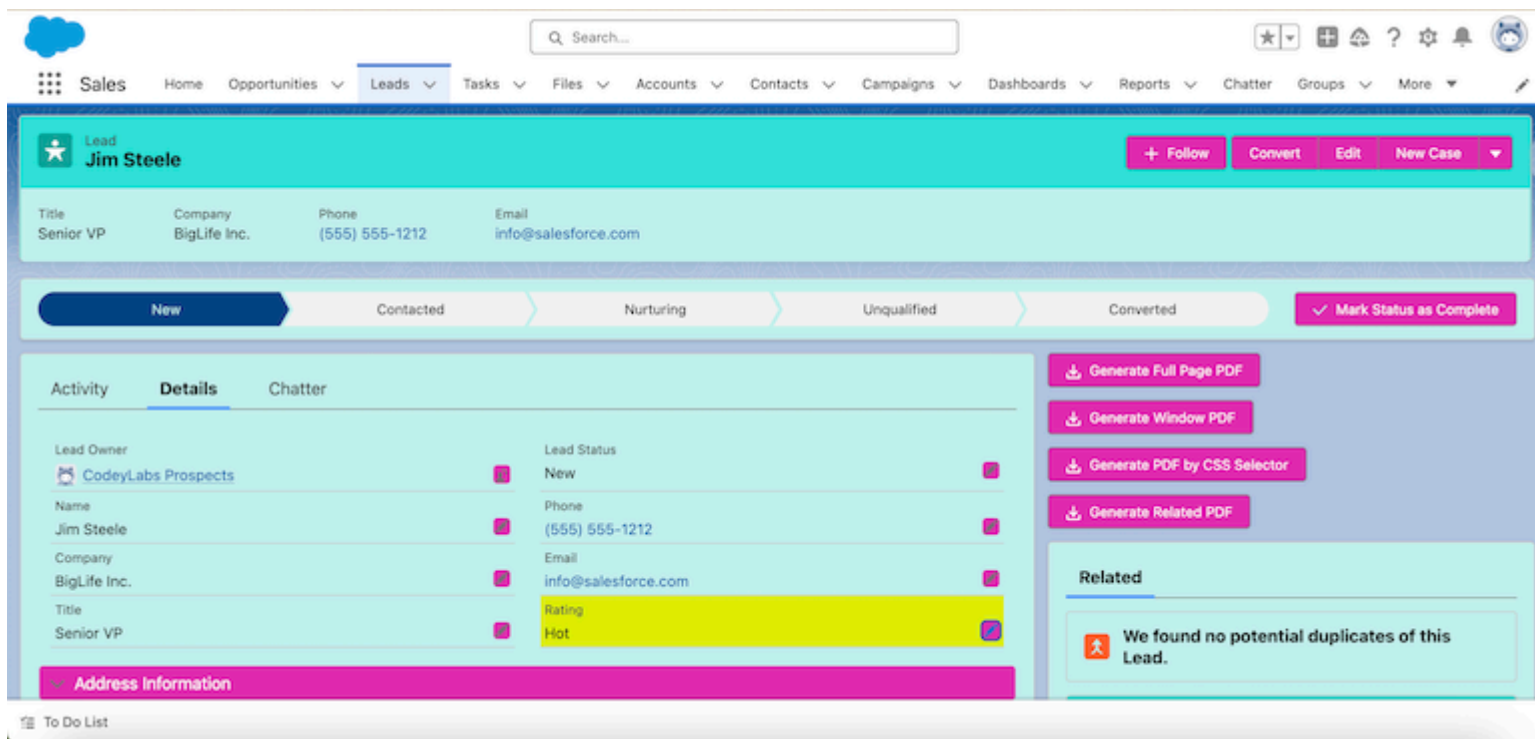 Search...
Sales Home Opportunities Leads Tasks Files Accounts Contacts Campaigns Dashboards Reports Chatter Groups More
Lead
Jim Steele
Follow Convert Edit New Case
Title Company Phone Email
Senior VP BigLife Inc. (555) 555-1212 info@salesforce.com
New Contacted Nurturing Unqualified Converted Mark Status as Complete
Activity Details Chatter
Lead Owner
CodeyLabs Prospects
Lead Status
New
Name
Jim Steele
Phone
(555) 555-1212
Company
BigLife Inc.
Email
info@salesforce.com
Title
Senior VP
Rating
Hot
Address Information
Generate Full Page PDF
Generate Window PDF
Generate PDF by CSS Selector
Generate Related PDF
Related
We found no potential duplicates of this
Lead.
To Do List